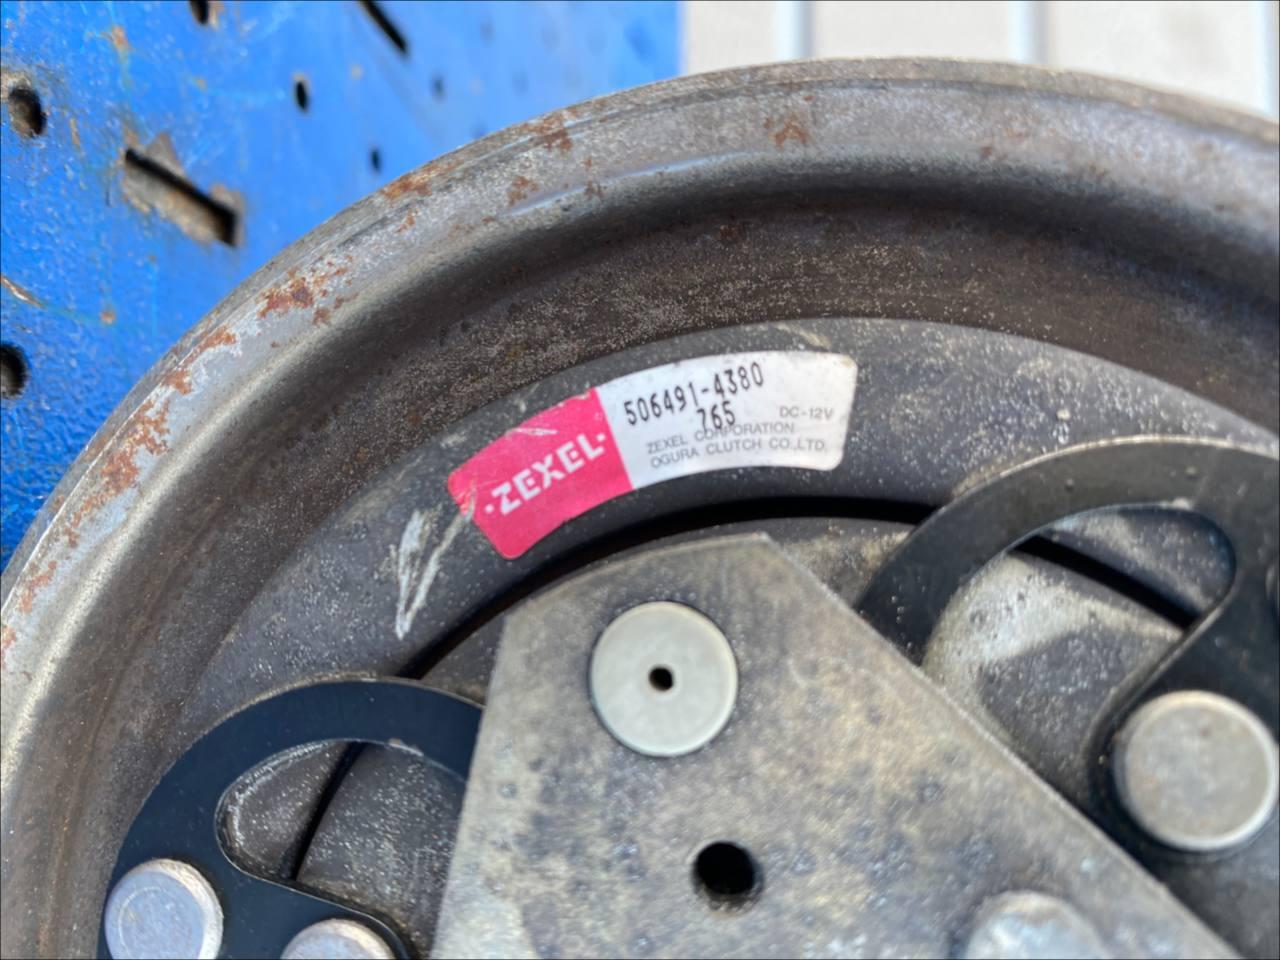 ·ZEXEL·
506491-4380
765
DC-12V
ZEXEL CORPORATION
OGURA CLUTCH CO.,LTD.